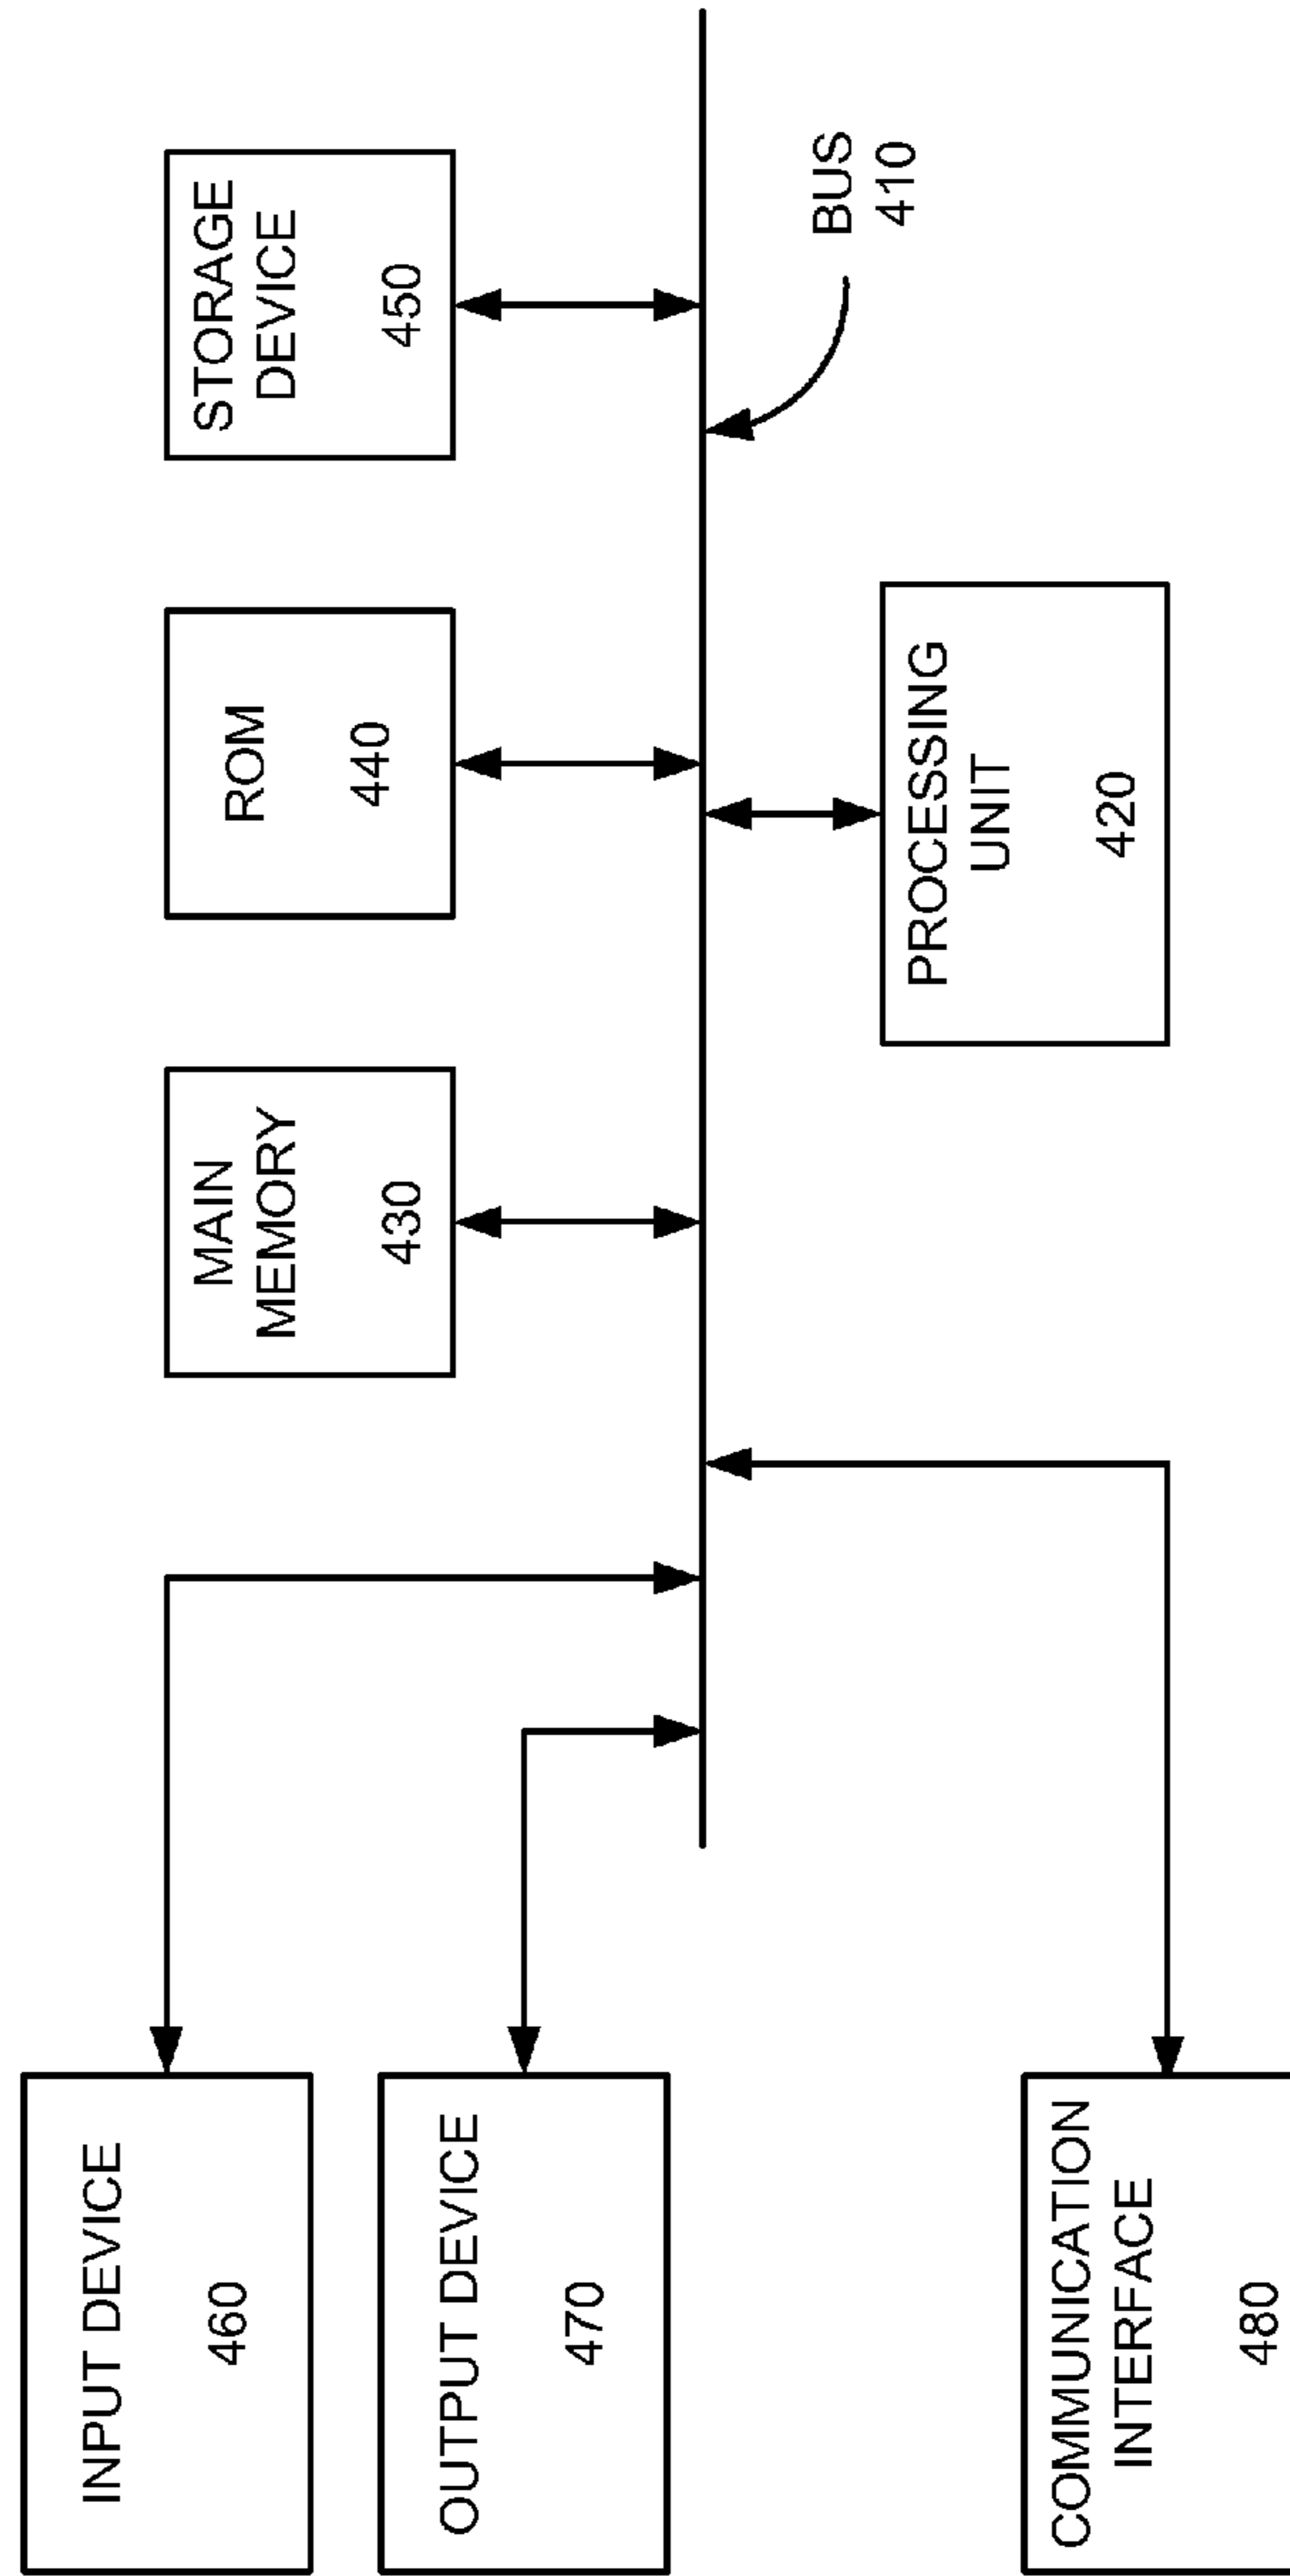 MAIN
MEMORY
430
ROM
440
STORAGE
DEVICE
450
INPUT DEVICE
460
OUTPUT DEVICE
470
BUS
410
PROCESSING
UNIT
420
COMMUNICATION
INTERFACE
480